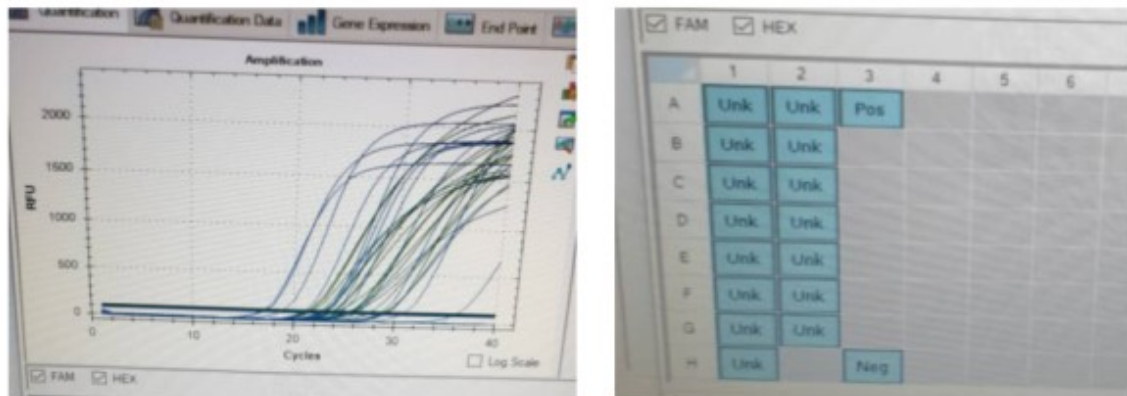 Quantification Quantification Data Gene Expression End Point
Amplification
2000
1500
1000
500
0
RFU
0 10 20 30 40
Cycles
Log Scale
FAM HEX
FAM HEX
1 2 3 4 5 6
A Unk Unk Pos
B Unk Unk
C Unk Unk
D Unk Unk
E Unk Unk
F Unk Unk
G Unk Unk
H Unk Neg